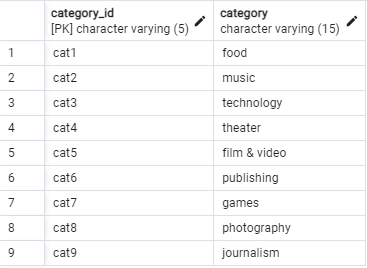 category_id category
[PK] character varying (5) character varying (15)
1 cat1 food
2 cat2 music
3 cat3 technology
4 cat4 theater
5 cat5 film & video
6 cat6 publishing
7 cat7 games
8 cat8 photography
9 cat9 journalism